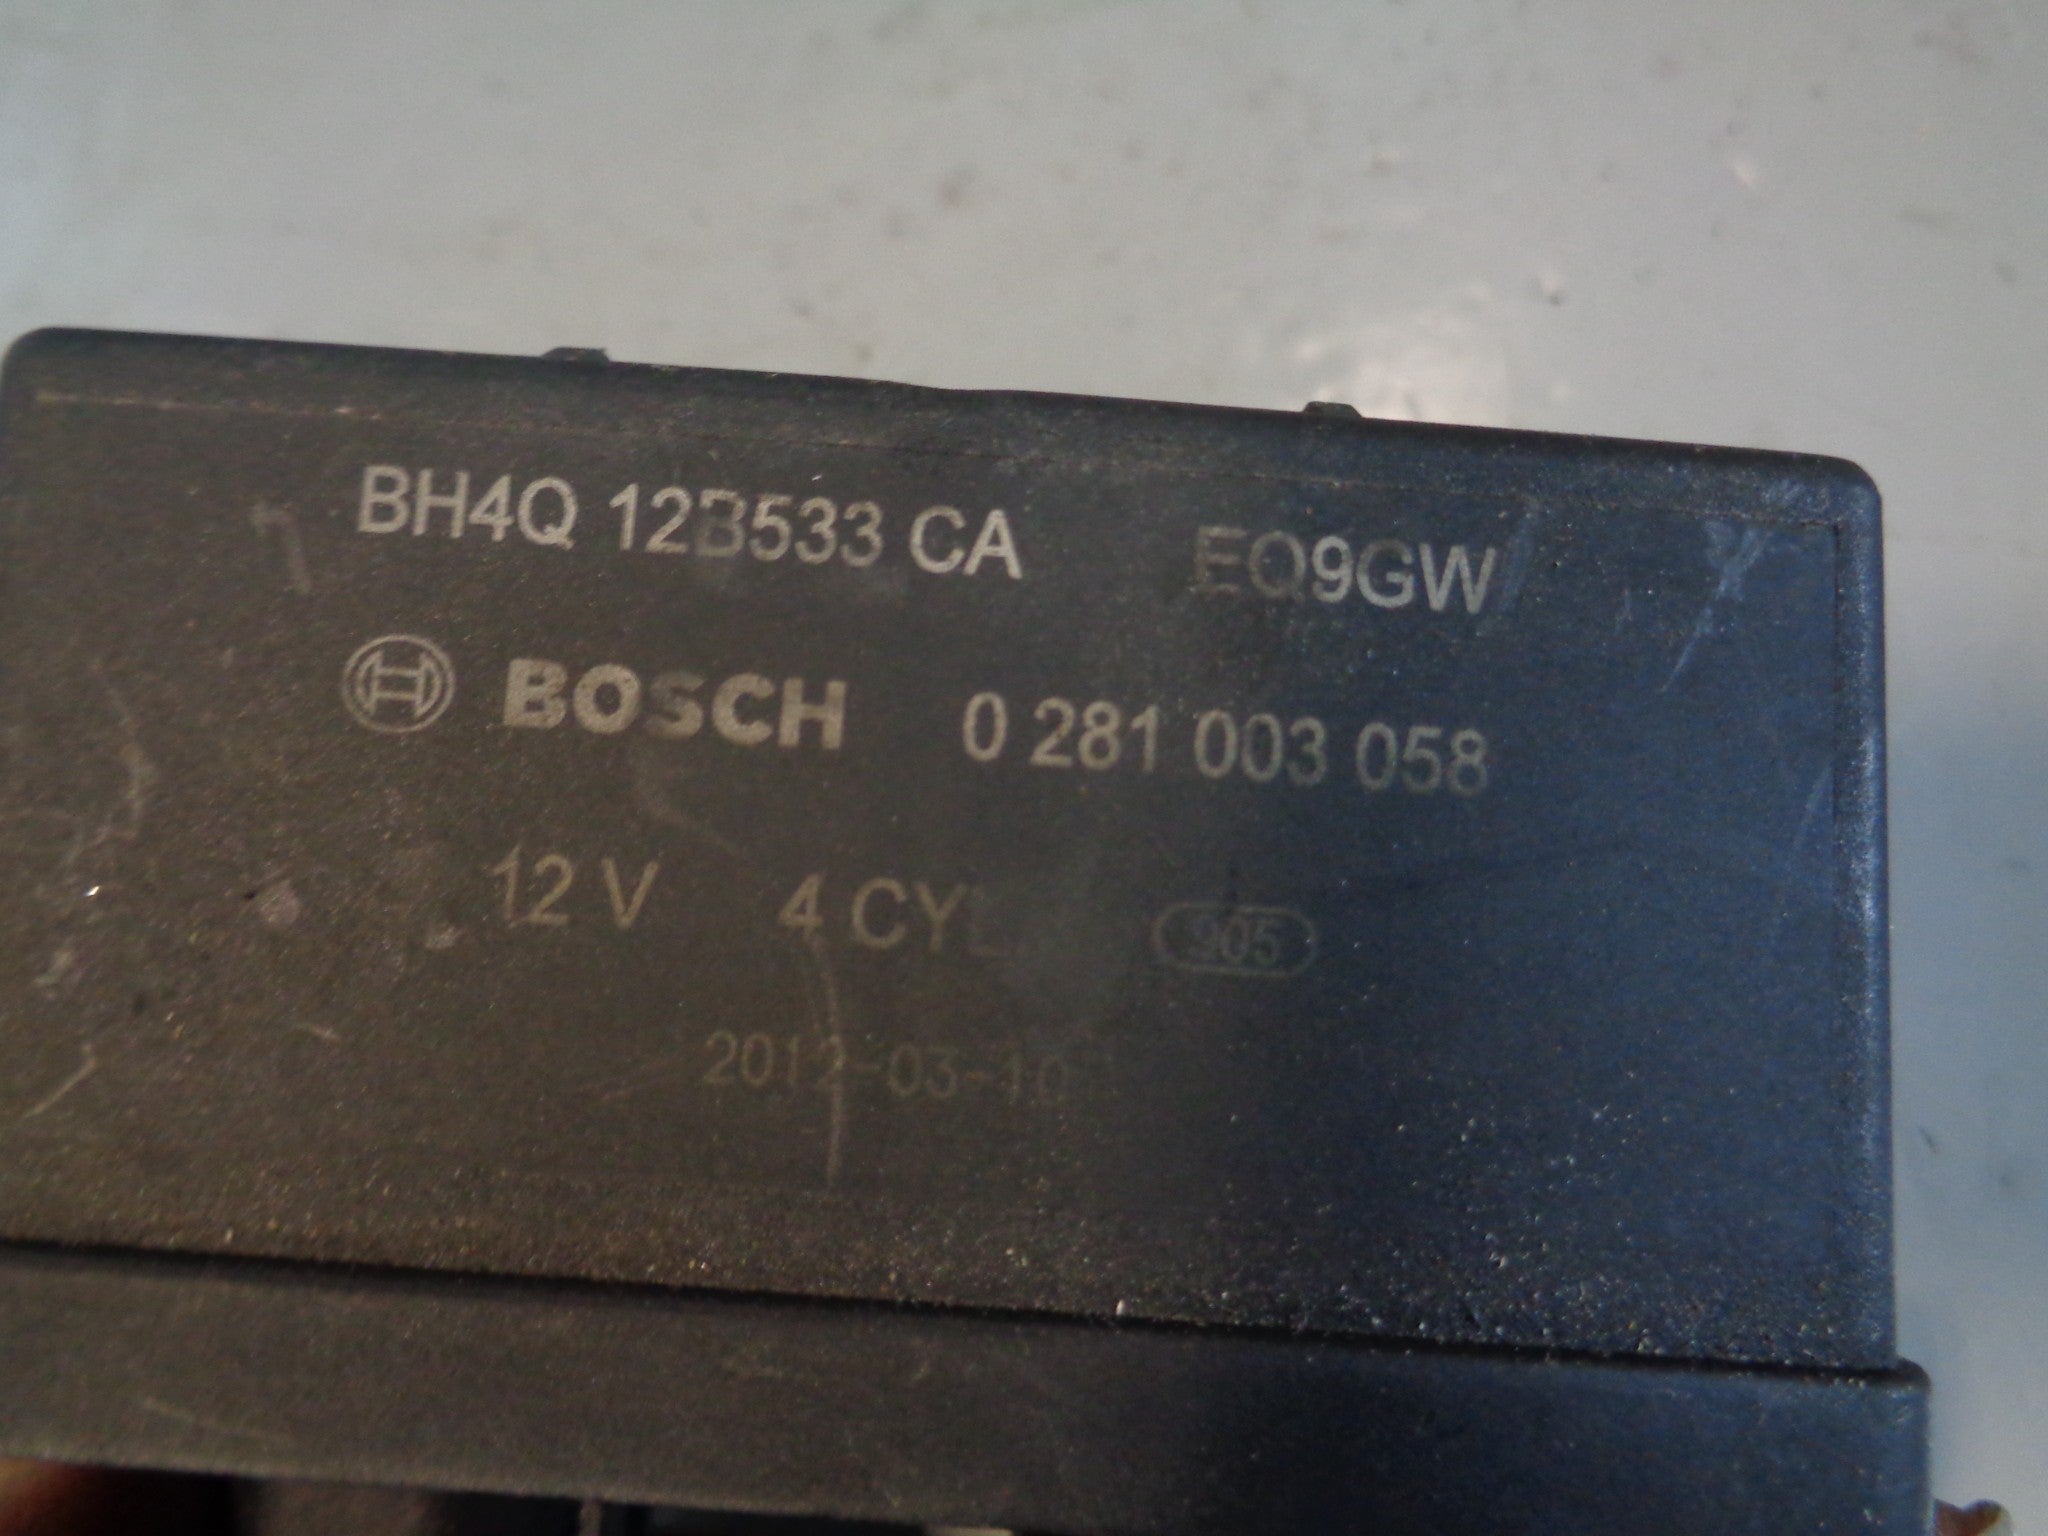 BH4Q 12B533 CA EQ9GW
BOSCH 0 281 003 058
12 V 4 CYL 905
2012-03-10